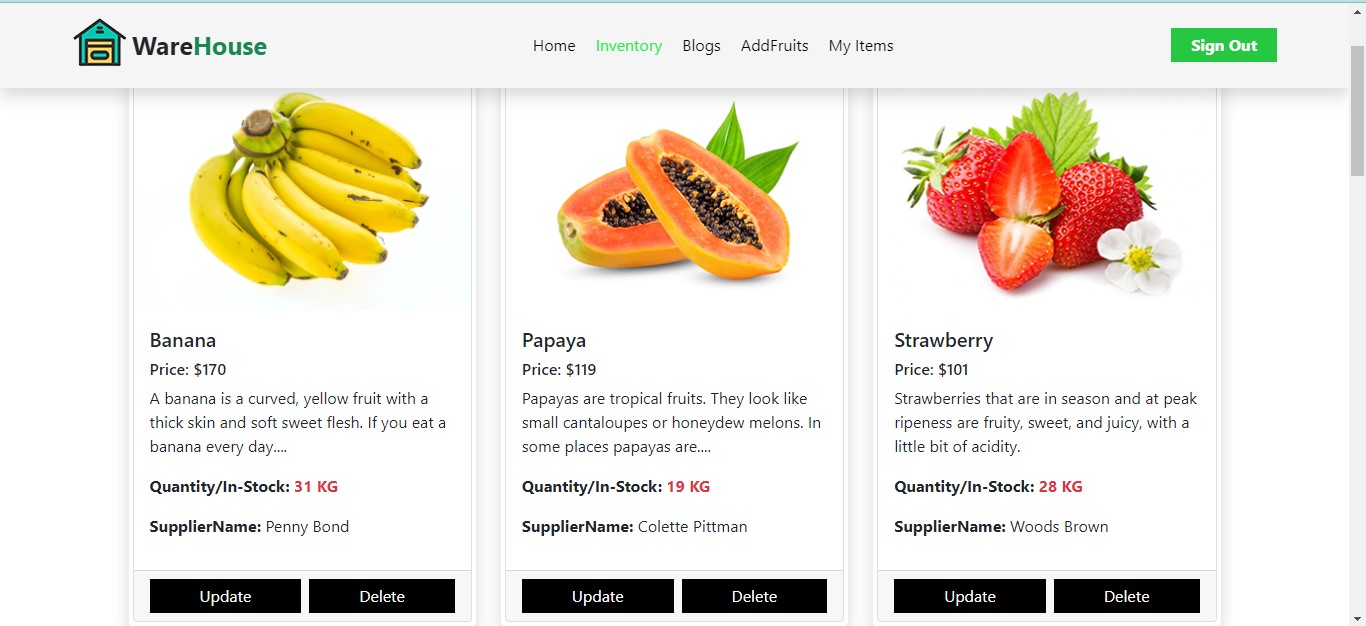 WareHouse
Home Inventory Blogs AddFruits My Items
Sign Out
Banana
Price: $170
A banana is a curved, yellow fruit with a
thick skin and soft sweet flesh. If you eat a
banana every day....
Quantity/In-Stock: 31 KG
SupplierName: Penny Bond
Update Delete
Papaya
Price: $119
Papayas are tropical fruits. They look like
small cantaloupes or honeydew melons. In
some places papayas are....
Quantity/In-Stock: 19 KG
SupplierName: Colette Pittman
Update Delete
Strawberry
Price: $101
Strawberries that are in season and at peak
ripeness are fruity, sweet, and juicy, with a
little bit of acidity.
Quantity/In-Stock: 28 KG
SupplierName: Woods Brown
Update Delete